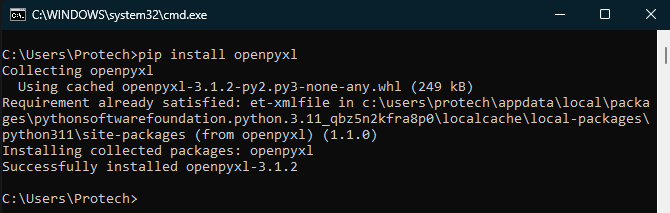 C:\WINDOWS\system32\cmd.exe
C:\Users\Protech>pip install openpyxl
Collecting openpyxl
  Using cached openpyxl-3.1.2-py2.py3-none-any.whl (249 kB)
Requirement already satisfied: et-xmlfile in c:\users\protech\appdata\local\packa
ges\pythonsoftwarefoundation.python.3.11_qbz5n2kfra8p0\localcache\local-packages\
python311\site-packages (from openpyxl) (1.1.0)
Installing collected packages: openpyxl
Successfully installed openpyxl-3.1.2
C:\Users\Protech>